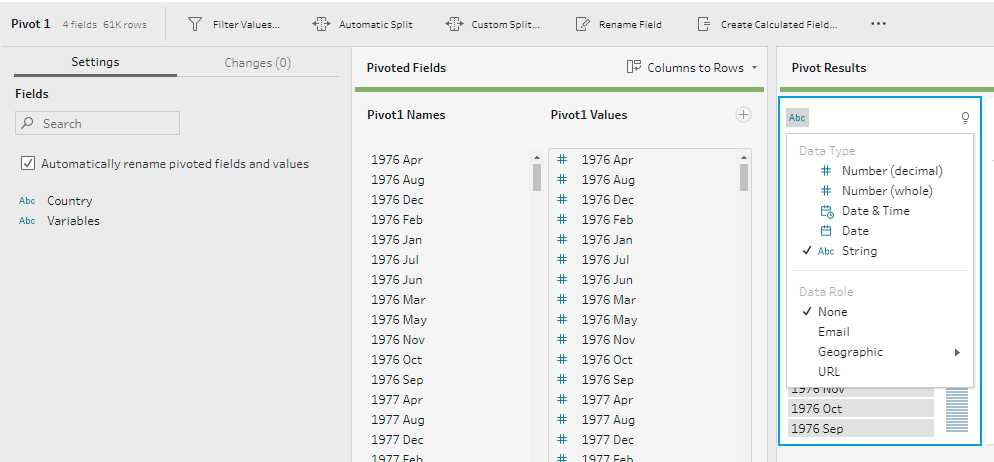 Pivot 1 4 fields 61K rows Filter Values... Automatic Split Custom Split... Rename Field Create Calculated Field... ...
Settings Changes (0)
Fields
Search
Automatically rename pivoted fields and values
Abc Country
Abc Variables
Pivoted Fields Columns to Rows
Pivot1 Names Pivot1 Values
1976 Apr # 1976 Apr
1976 Aug # 1976 Aug
1976 Dec # 1976 Dec
1976 Feb # 1976 Feb
1976 Jan # 1976 Jan
1976 Jul # 1976 Jul
1976 Jun # 1976 Jun
1976 Mar # 1976 Mar
1976 May # 1976 May
1976 Nov # 1976 Nov
1976 Oct # 1976 Oct
1976 Sep # 1976 Sep
1977 Apr # 1977 Apr
1977 Aug # 1977 Aug
1977 Dec # 1977 Dec
1977 Feb # 1977 Feb
Pivot Results
Abc
Data Type
# Number (decimal)
# Number (whole)
Date & Time
Date
Abc String
Data Role
None
Email
Geographic
URL
1976 Nov
1976 Oct
1976 Sep